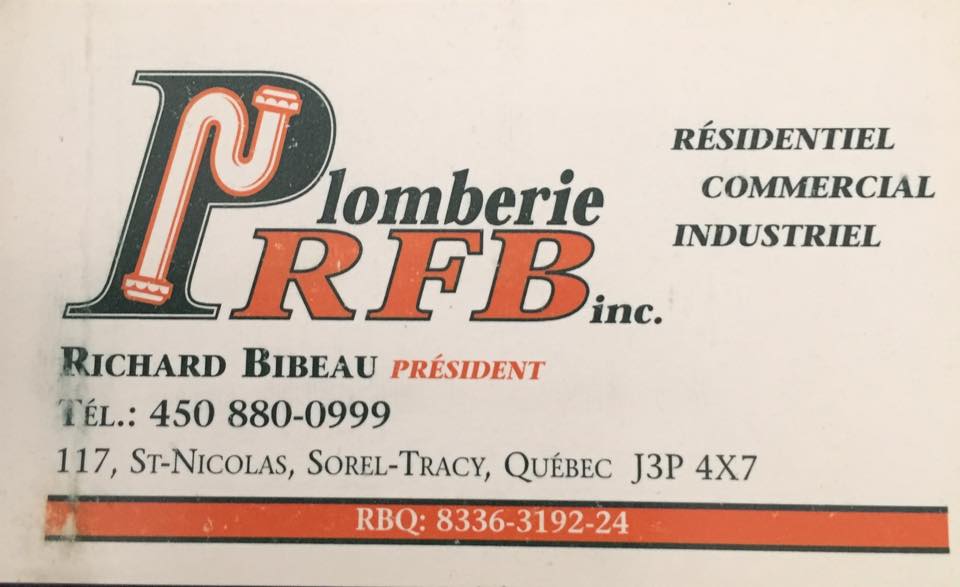 Plomberie
RFB inc.
RÉSIDENTIEL
COMMERCIAL
INDUSTRIEL
RICHARD BIBEAU PRÉSIDENT
TÉL.: 450 880-0999
117, ST-NICOLAS, SOREL-TRACY, QUÉBEC J3P 4X7
RBQ: 8336-3192-24